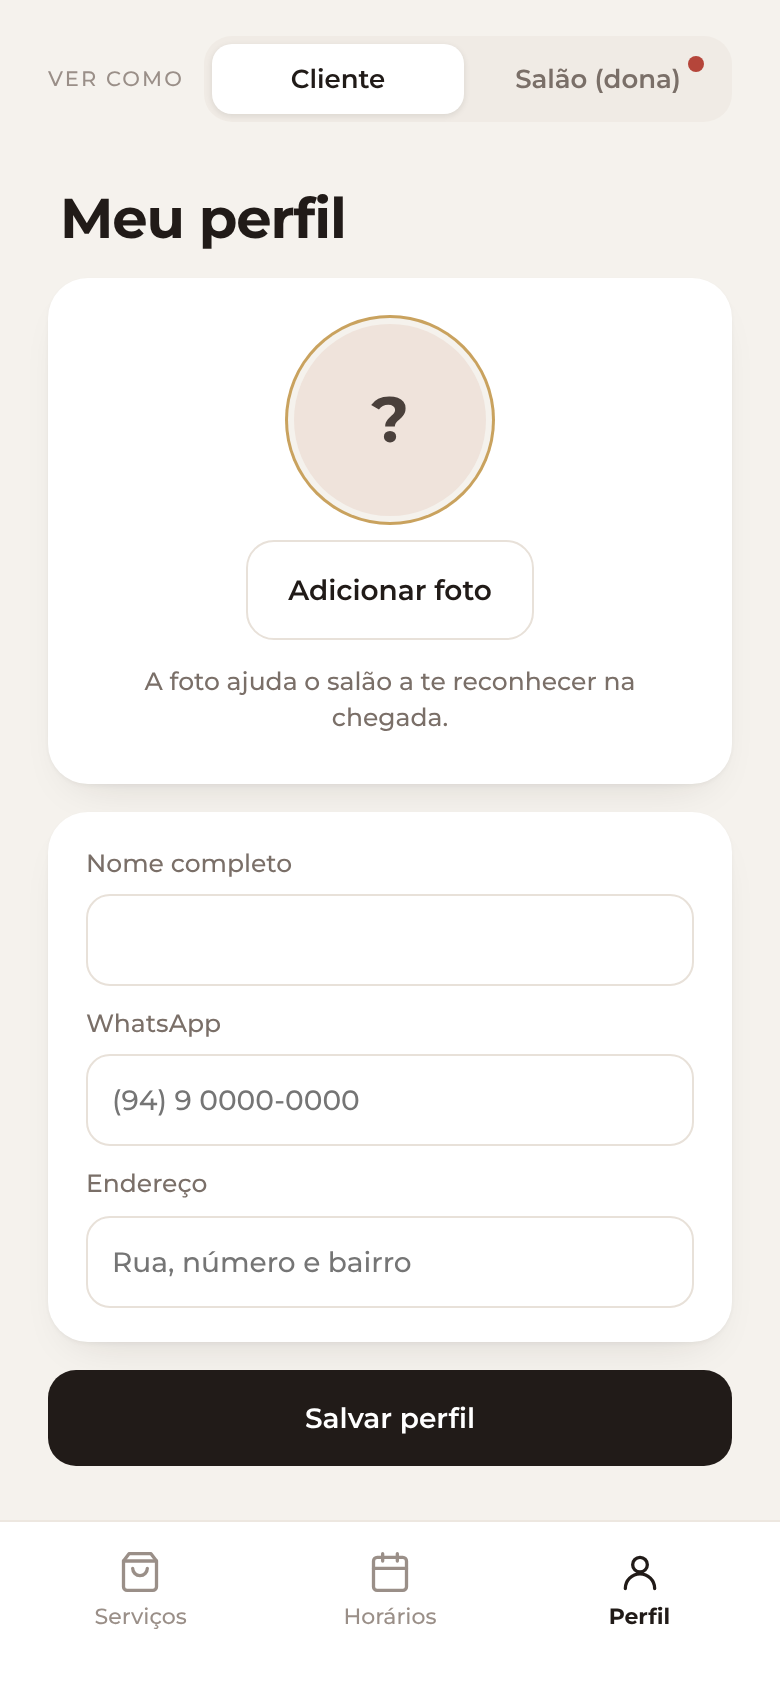 VER COMO
Cliente
Salão (dona)
Meu perfil
?
Adicionar foto
A foto ajuda o salão a te reconhecer na
chegada.
Nome completo
WhatsApp
(94) 9 0000-0000
Endereço
Rua, número e bairro
Salvar perfil
Serviços
Horários
Perfil